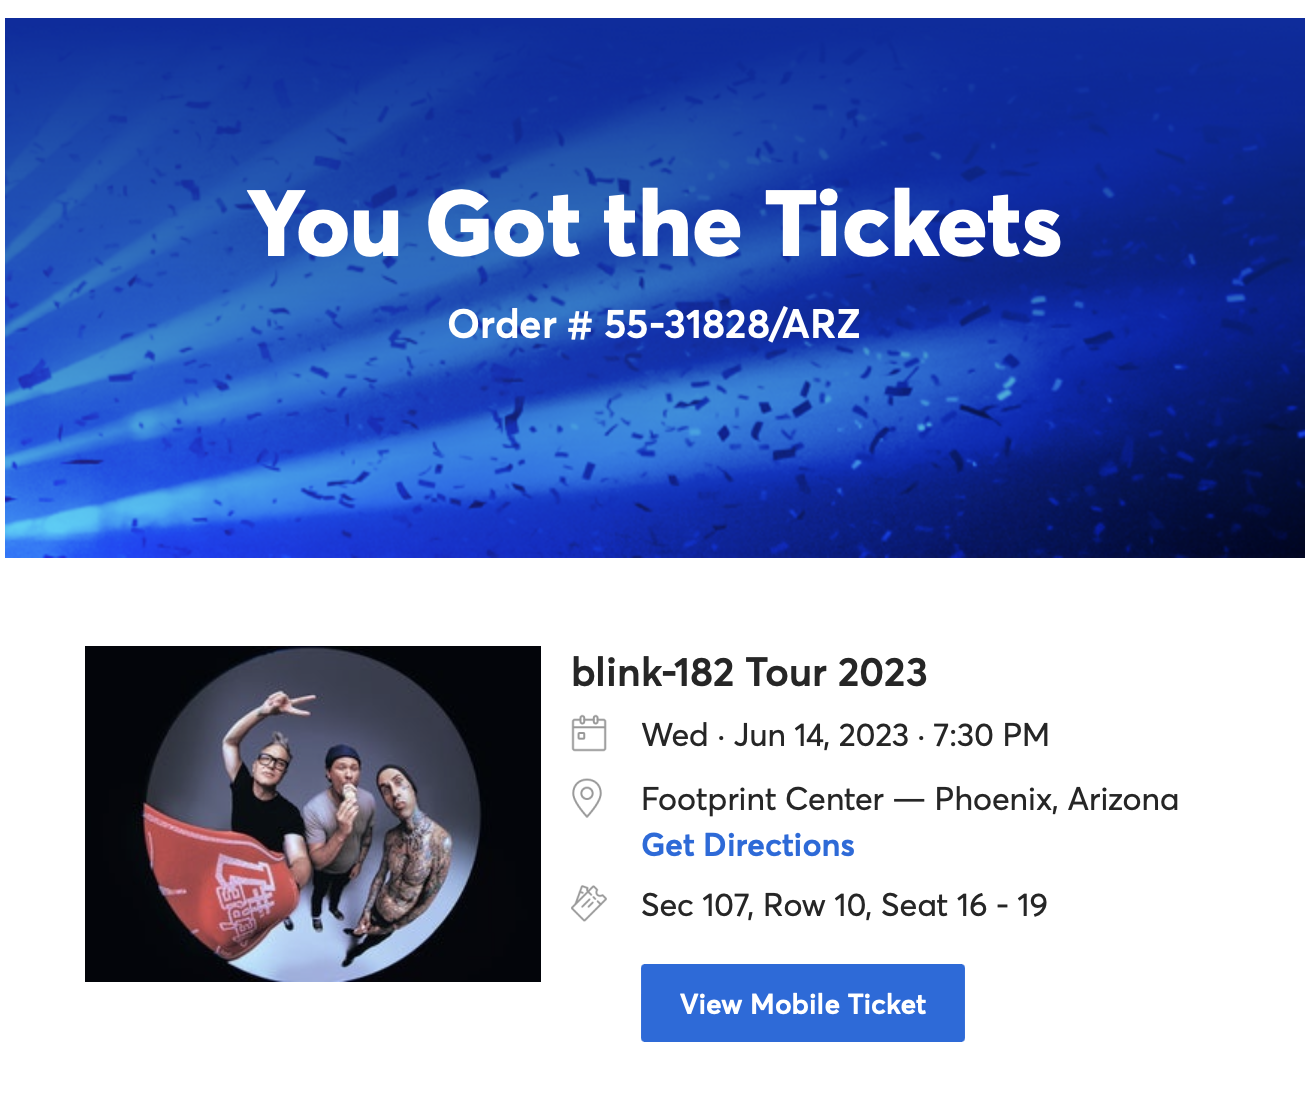 You Got the Tickets
Order # 55-31828/ARZ
blink-182 Tour 2023
Wed · Jun 14, 2023 · 7:30 PM
Footprint Center — Phoenix, Arizona
Get Directions
Sec 107, Row 10, Seat 16 - 19
View Mobile Ticket